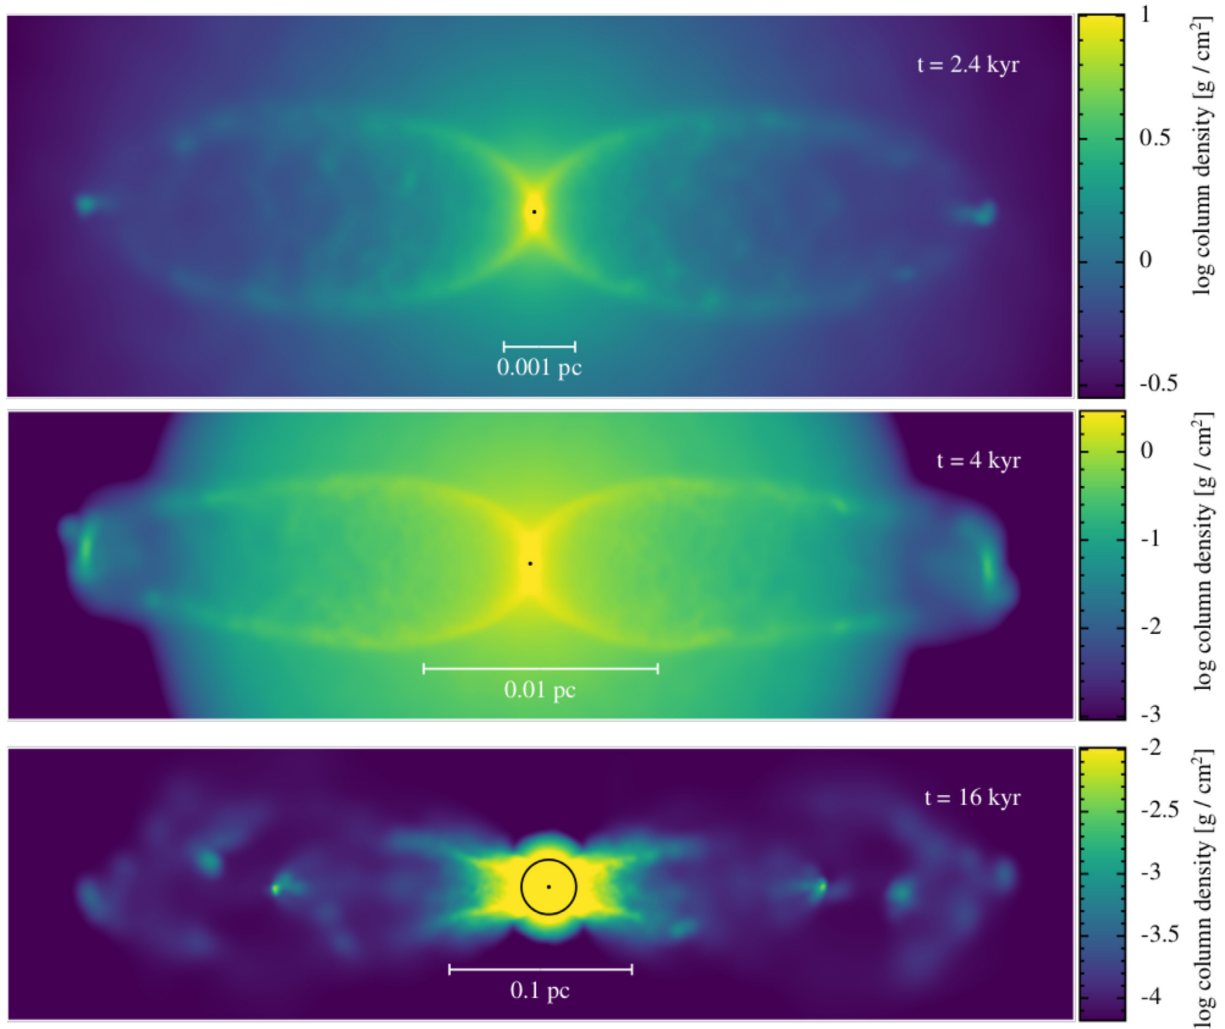 t = 2.4 kyr
0.001 pc
1
0.5
0
-0.5
log column density [g / cm²]
t = 4 kyr
0.01 pc
0
-1
-2
-3
log column density [g / cm²]
t = 16 kyr
0.1 pc
-2
-2.5
-3
-3.5
-4
log column density [g / cm²]